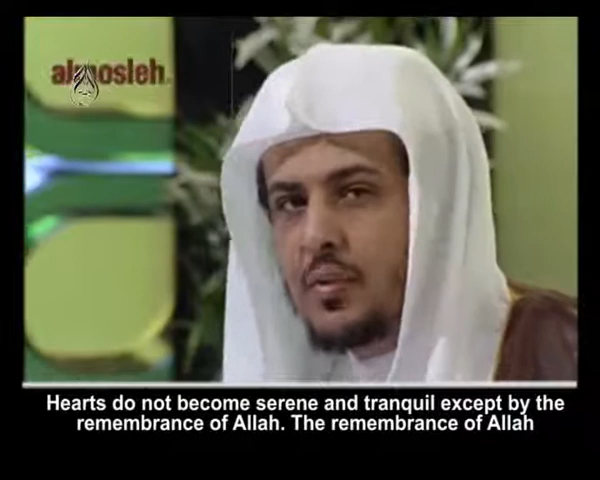 almosleh
Hearts do not become serene and tranquil except by the
remembrance of Allah. The remembrance of Allah